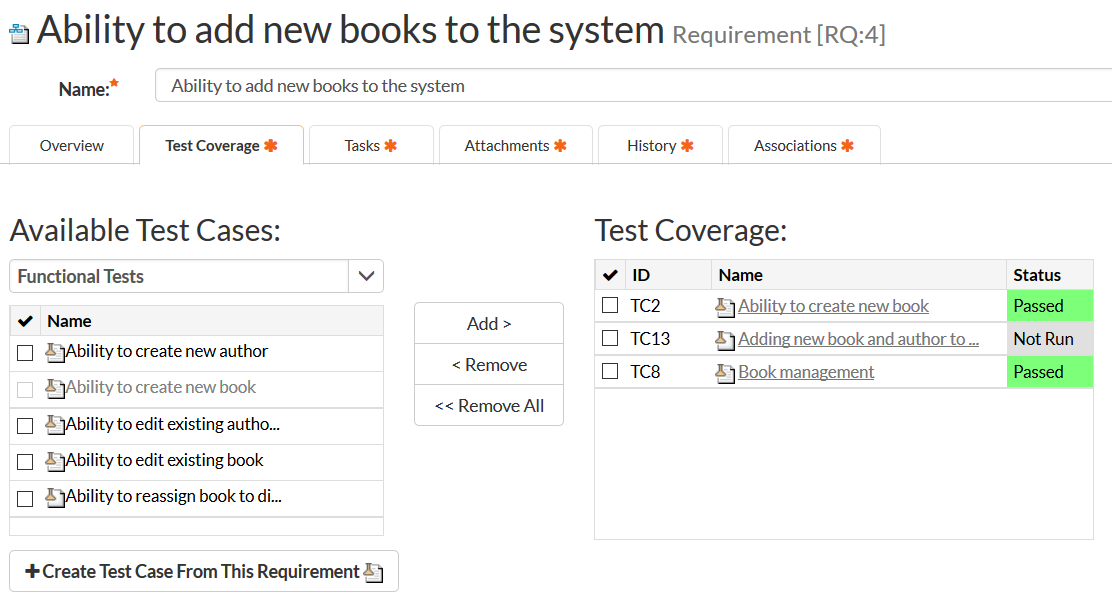 Ability to add new books to the system Requirement [RQ:4]
Name:* Ability to add new books to the system
Overview Test Coverage * Tasks * Attachments * History * Associations *
Available Test Cases:
Functional Tests
✔ Name
Ability to create new author
Ability to create new book
Ability to edit existing autho...
Ability to edit existing book
Ability to reassign book to di...
+ Create Test Case From This Requirement
Add >
< Remove
<< Remove All
Test Coverage:
✔ ID Name Status
TC2 Ability to create new book Passed
TC13 Adding new book and author to ... Not Run
TC8 Book management Passed